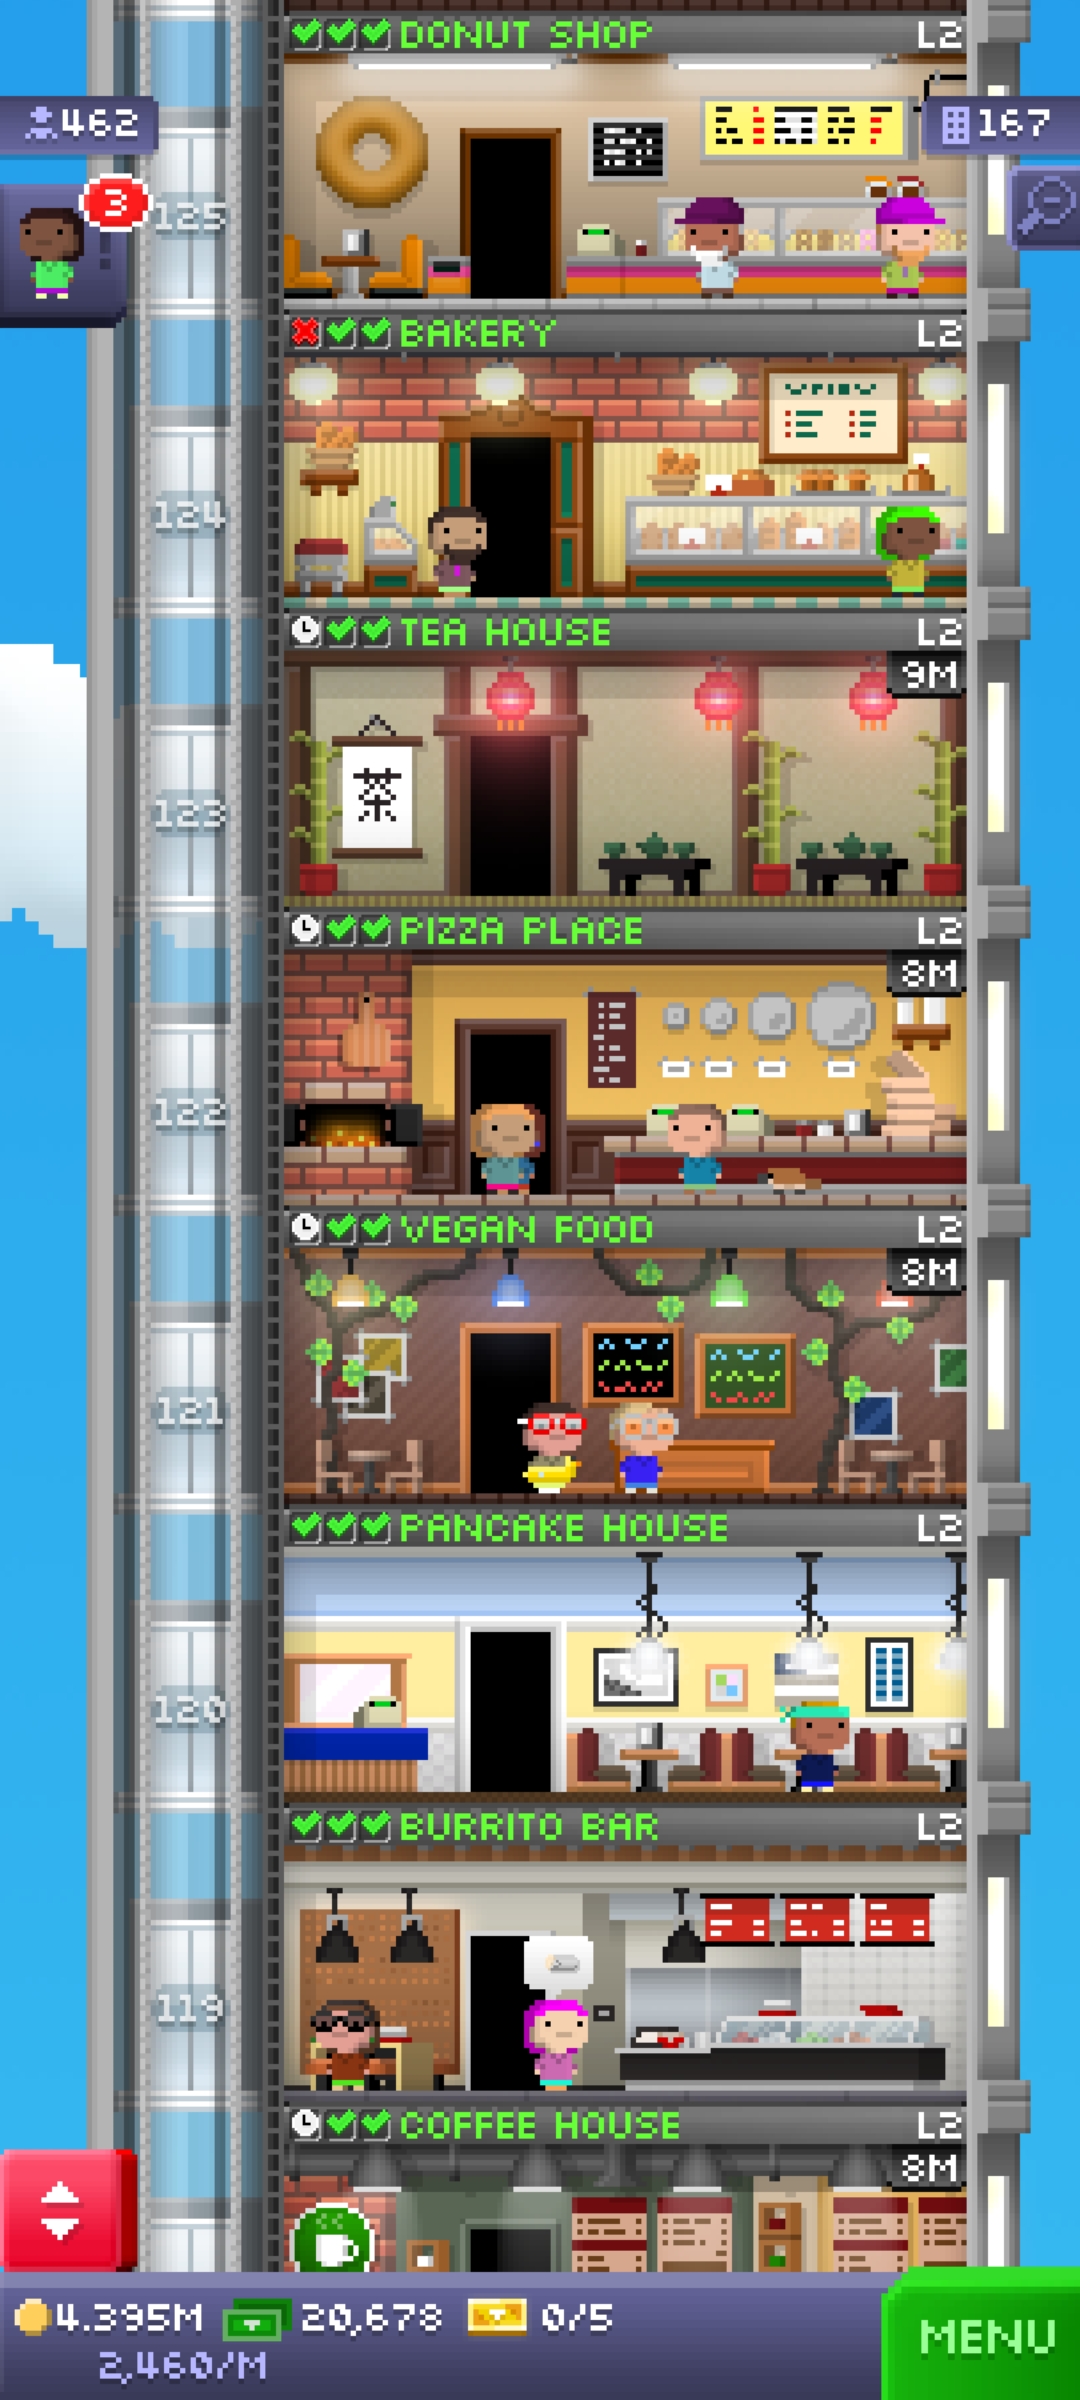 DONUT SHOP L2
462
167
3
125
BAKERY L2
124
TEA HOUSE L2
9M
茶
123
PIZZA PLACE L2
8M
122
VEGAN FOOD L2
8M
121
PANCAKE HOUSE L2
120
BURRITO BAR L2
119
COFFEE HOUSE L2
8M
4.395M 20,678 0/5
2,460/M
MENU